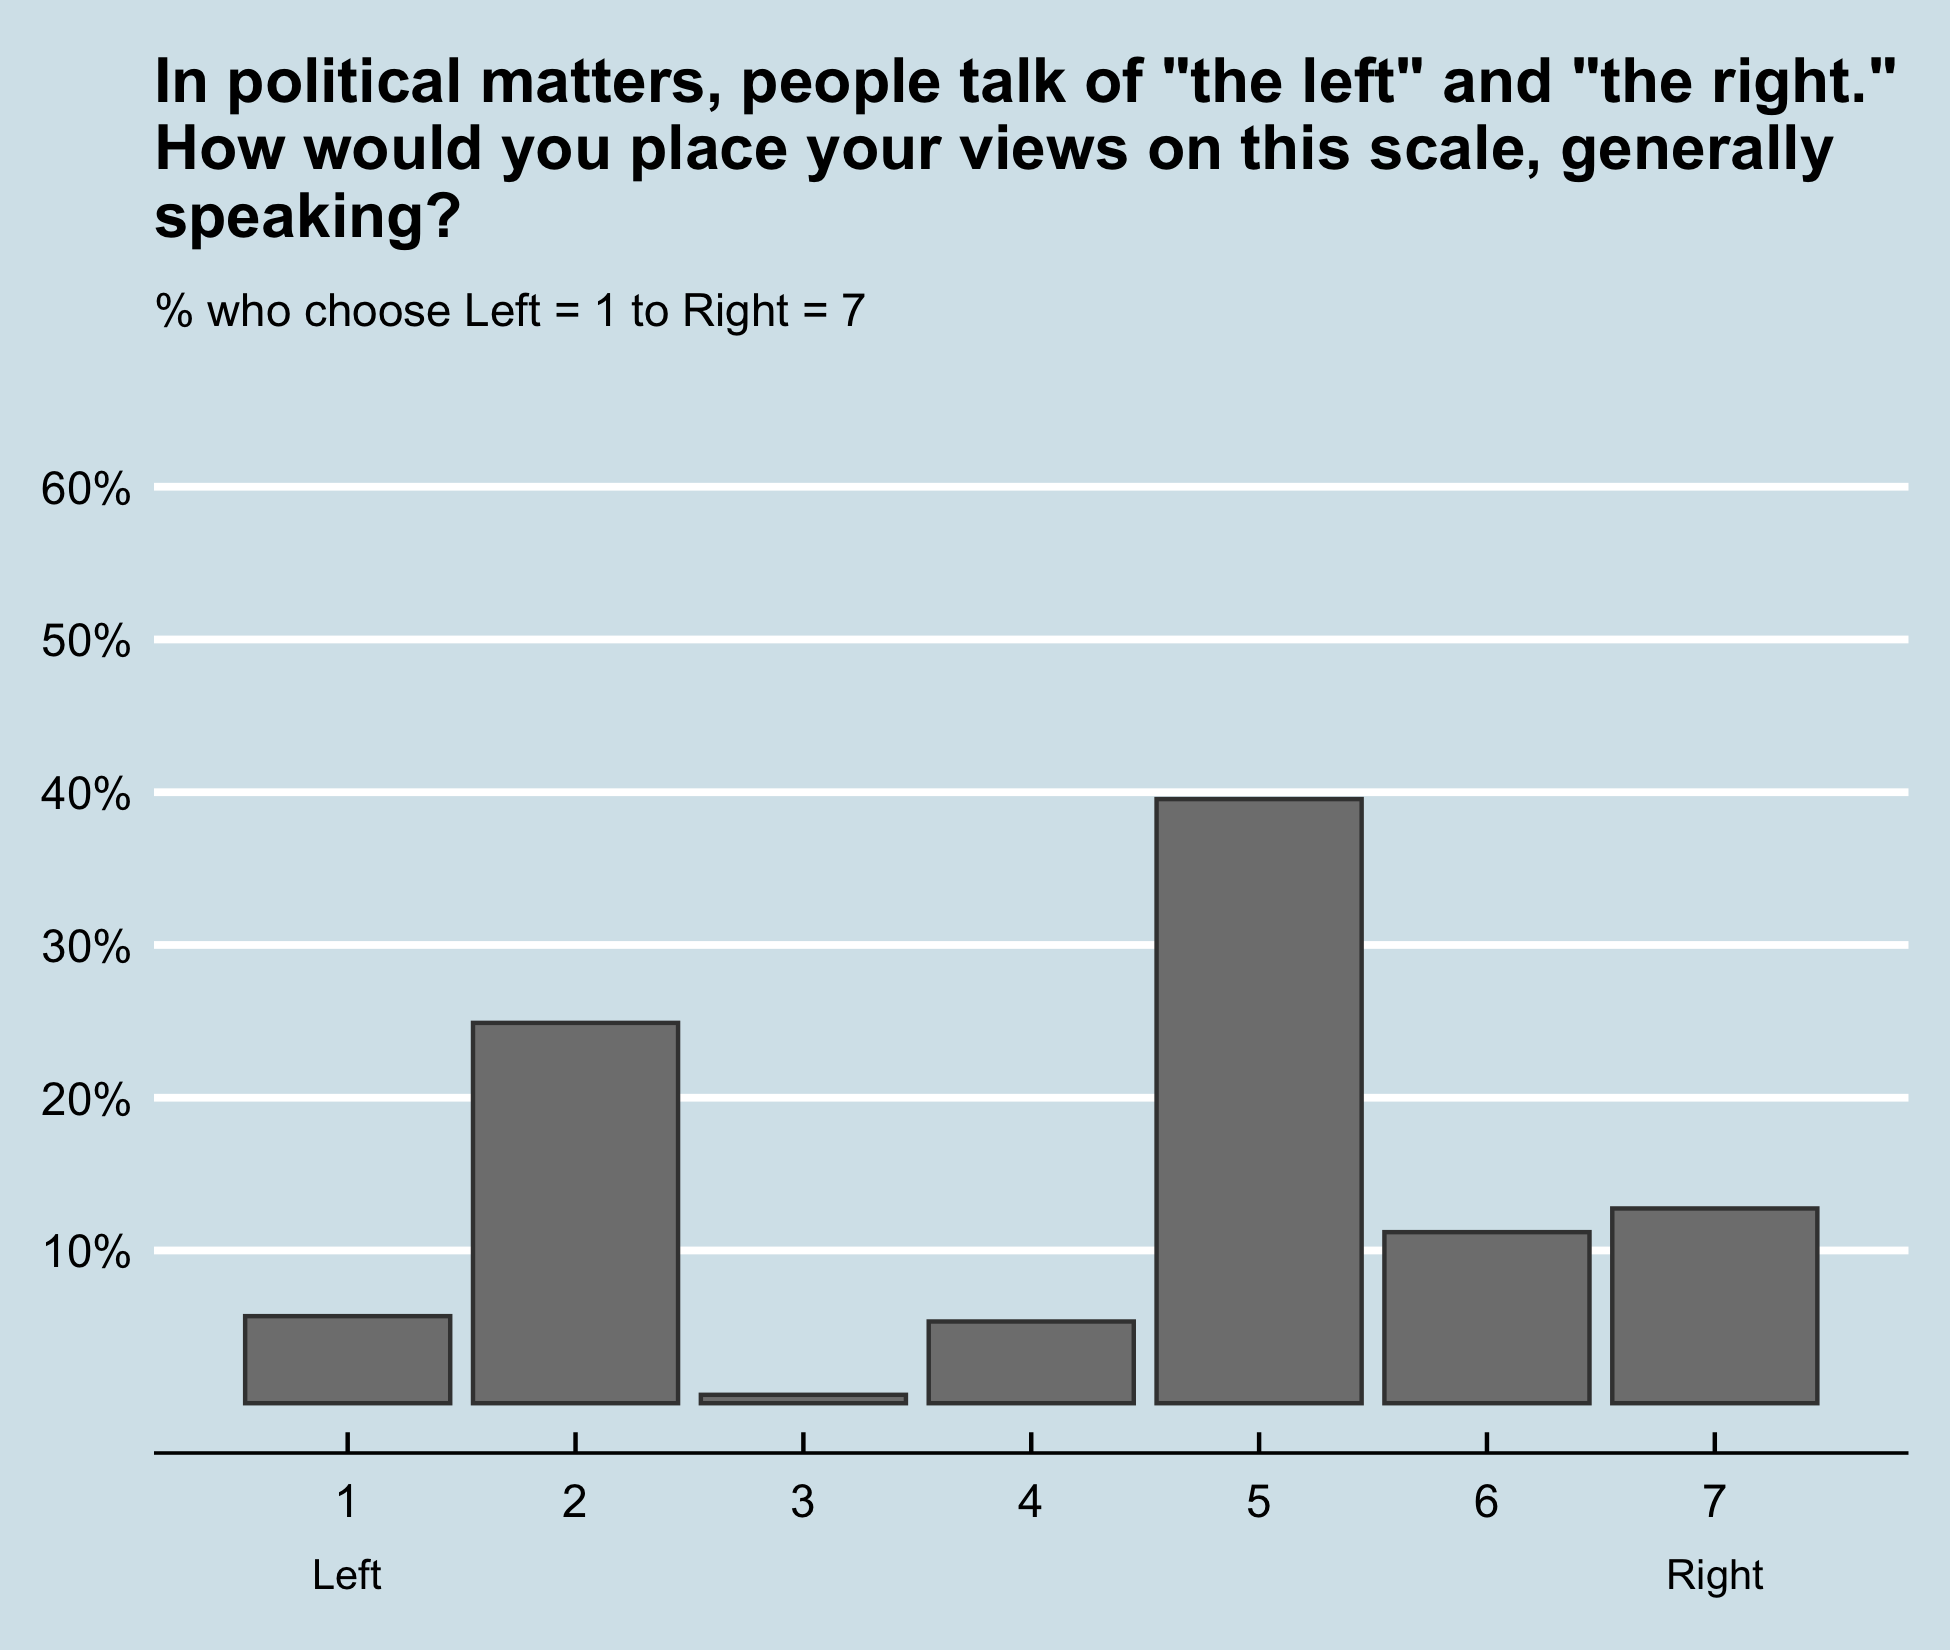 In political matters, people talk of "the left" and "the right."
How would you place your views on this scale, generally
speaking?
% who choose Left = 1 to Right = 7
60%
50%
40%
30%
20%
10%
1 2 3 4 5 6 7
Left Right